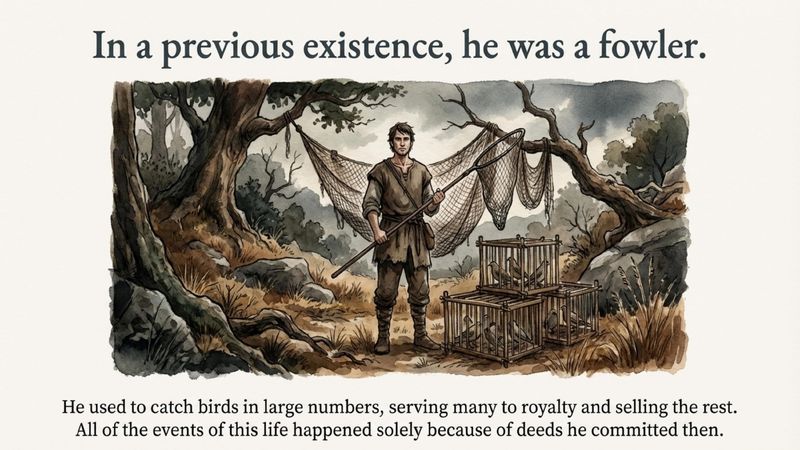 In a previous existence, he was a fowler.
He used to catch birds in large numbers, serving many to royalty and selling the rest.
All of the events of this life happened solely because of deeds he committed then.